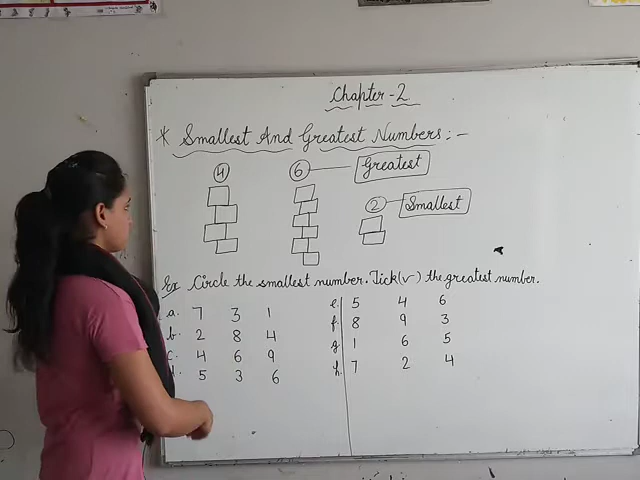 Chapter - 2
* Smallest And Greatest Numbers :-
4 6 Greatest
2 Smallest
Ex Circle the smallest number. Tick (✓) the greatest number.
a. 7 3 1
b. 2 8 4
c. 4 6 9
5 3 6
e. 5 4 6
f. 8 9 3
g. 1 6 5
h. 7 2 4